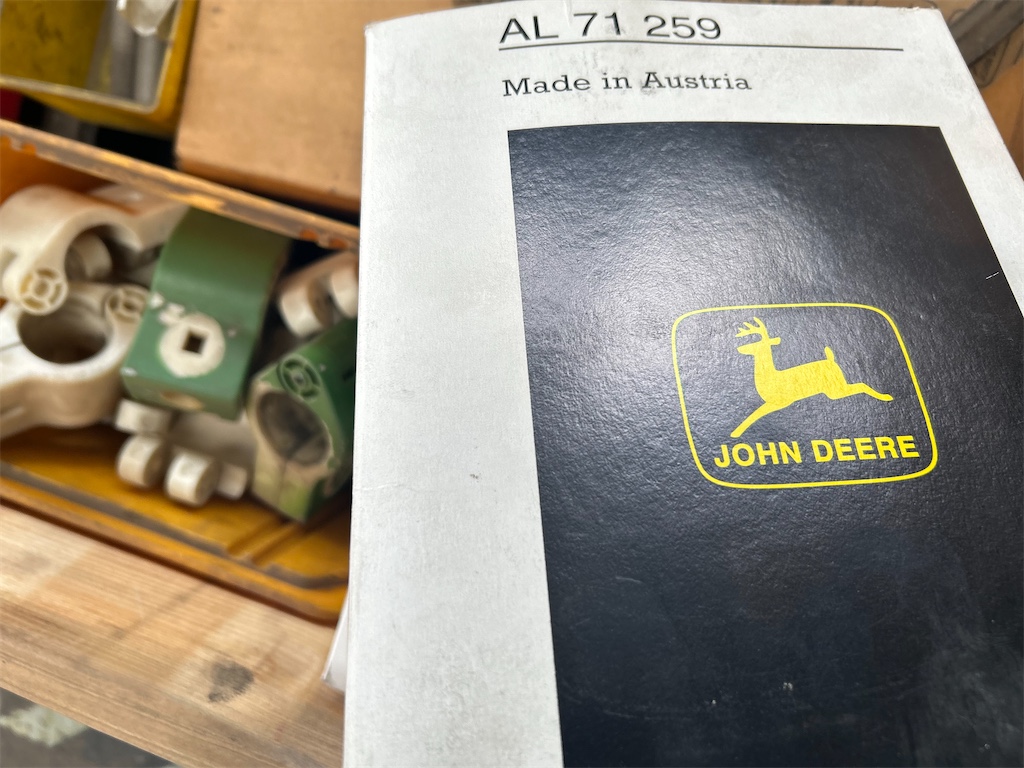 AL 71 259
Made in Austria
JOHN DEERE